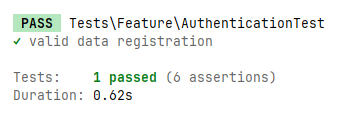 PASS Tests\Feature\AuthenticationTest
✓ valid data registration
Tests: 1 passed (6 assertions)
Duration: 0.62s